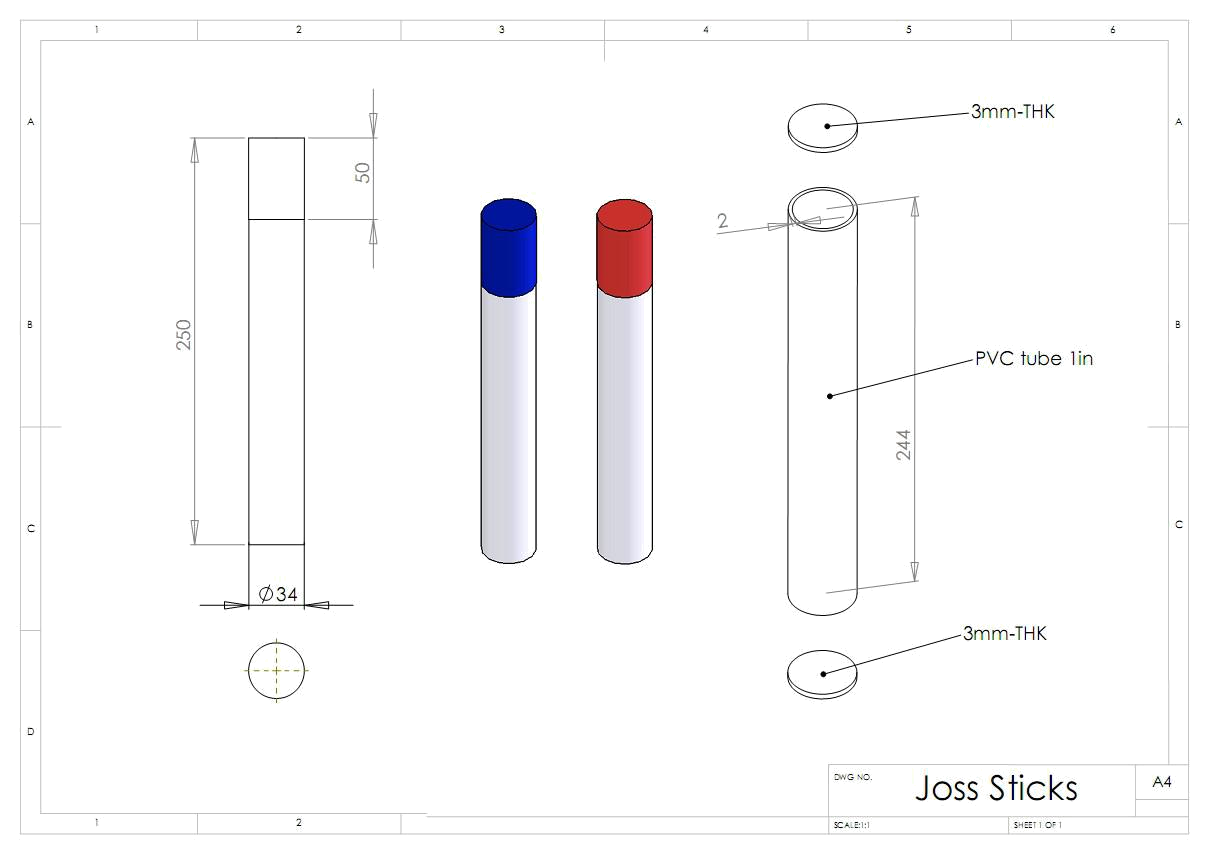 1
2
3
4
5
6
A
A
3mm-THK
50
2
250
B
B
PVC tube 1in
244
C
C
Ø34
3mm-THK
D
DWG NO.
Joss Sticks
A4
1
2
SCALE:1:1
SHEET 1 OF 1